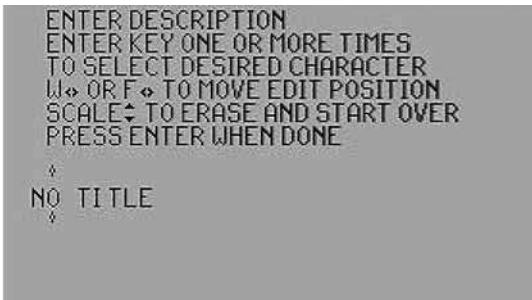 ENTER DESCRIPTION
ENTER KEY ONE OR MORE TIMES
TO SELECT DESIRED CHARACTER
W⬄ OR F⬄ TO MOVE EDIT POSITION
SCALE⬍ TO ERASE AND START OVER
PRESS ENTER WHEN DONE
NO TITLE